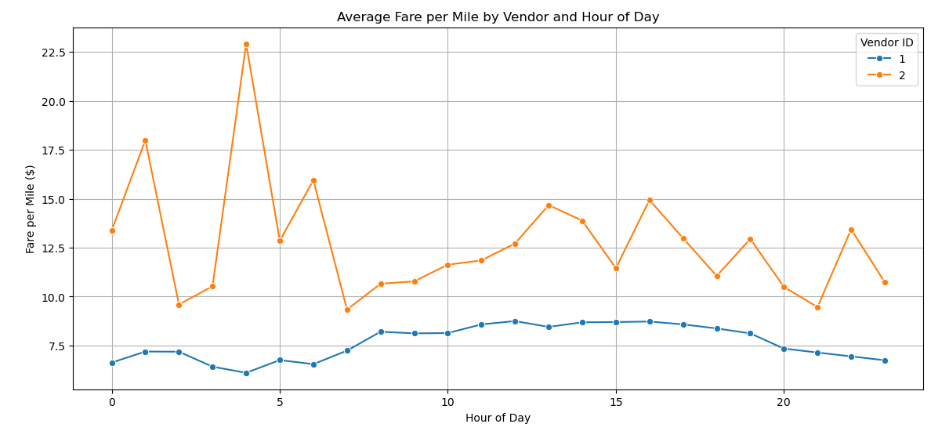 Average Fare per Mile by Vendor and Hour of Day
Vendor ID
1
2
Fare per Mile ($)
22.5
20.0
17.5
15.0
12.5
10.0
7.5
0 5 10 15 20
Hour of Day